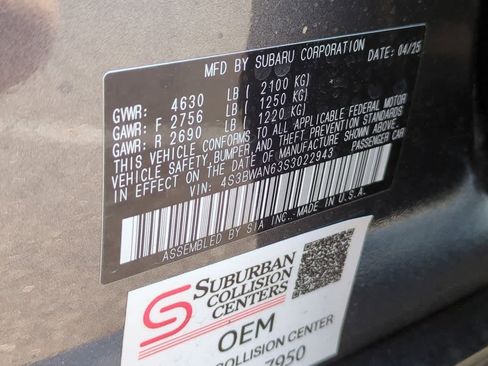 MFD BY SUBARU CORPORATION DATE: 04/25
GVWR: 4630 LB ( 2100 KG)
GAWR: F 2756 LB ( 1250 KG)
GAWR: R 2690 LB ( 1220 KG)
THIS VEHICLE CONFORMS TO ALL APPLICABLE FEDERAL MOTOR
VEHICLE SAFETY, BUMPER, AND THEFT PREVENTION STANDARDS
IN EFFECT ON THE DATE OF MANUFACTURE SHOWN ABOVE.
VIN: 4S3BWAN63S3022943 PASSENGER CAR
ASSEMBLED BY SIA INC.-MADE IN U.S.A.
SUBURBAN
COLLISION
CENTERS
OEM
COLLISION CENTER
7950